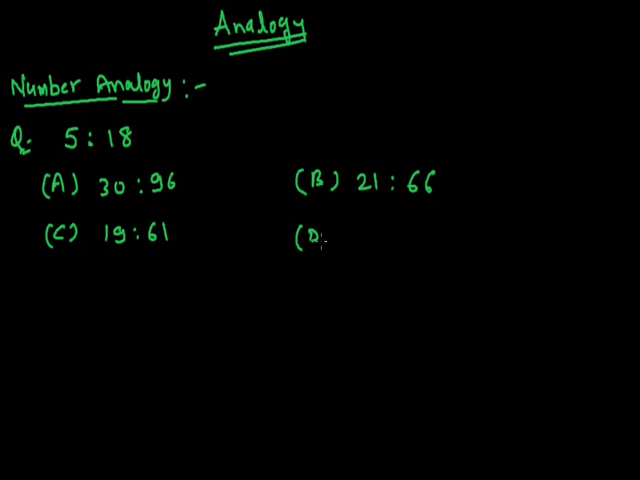 Analogy
Number Analogy :-
Q. 5 : 18
(A) 30 : 96 (B) 21 : 66
(C) 19 : 61 (D